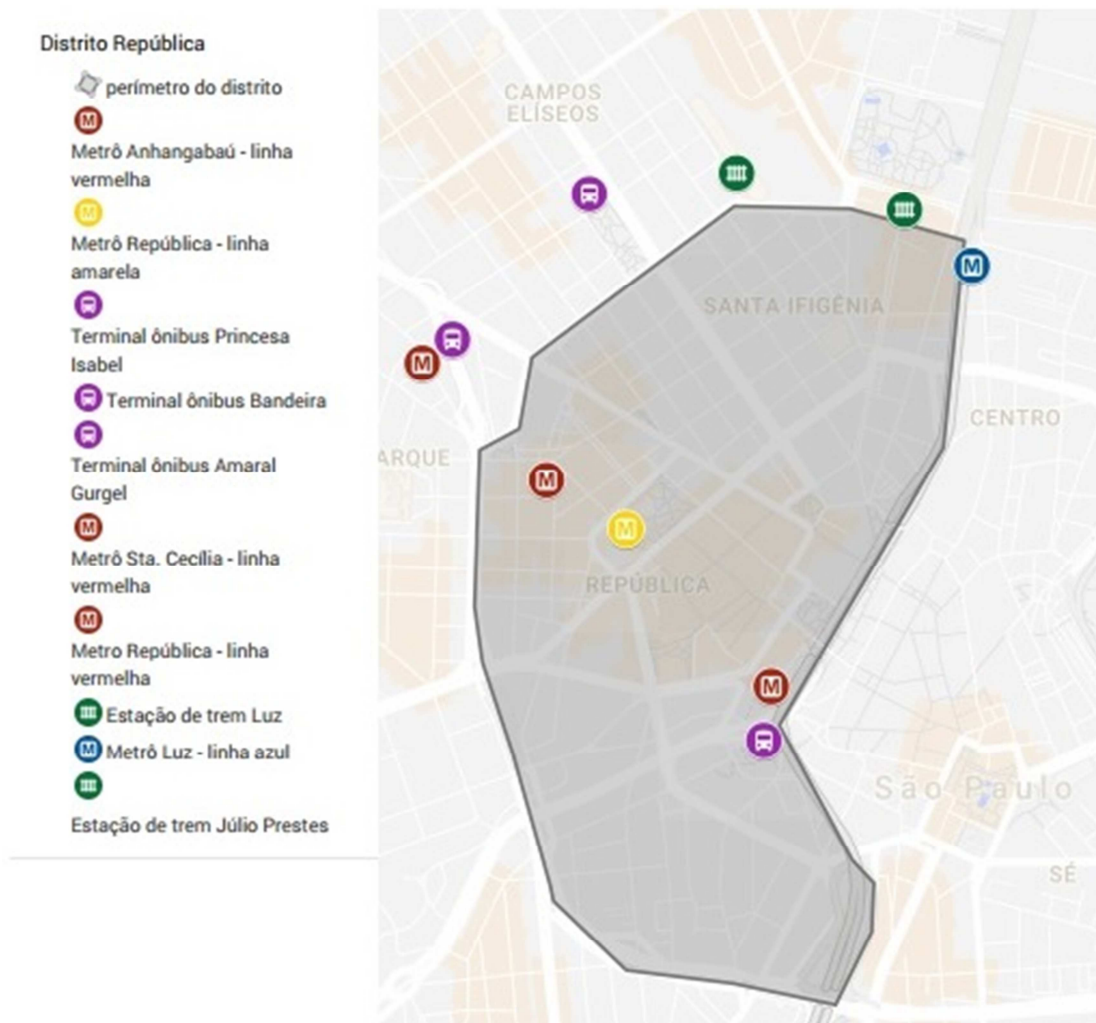 Distrito República
perímetro do distrito
M
Metrô Anhangabaú - linha
vermelha
M
Metrô República - linha
amarela
Terminal ônibus Princesa
Isabel
Terminal ônibus Bandeira
Terminal ônibus Amaral
Gurgel
M
Metrô Sta. Cecília - linha
vermelha
M
Metro República - linha
vermelha
Estação de trem Luz
M Metrô Luz - linha azul
Estação de trem Júlio Prestes
CAMPOS
ELÍSEOS
SANTA IFIGÊNIA
M
M
CENTRO
ARQUE
M
M
REPÚBLICA
M
São Paulo
SÉ